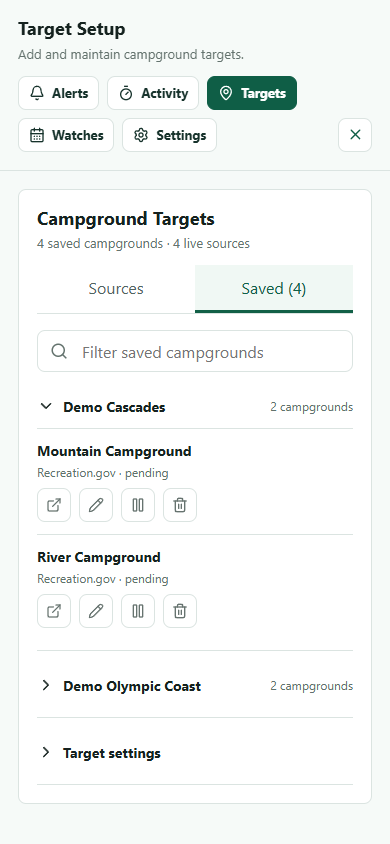 Target Setup
Add and maintain campground targets.
Alerts
Activity
Targets
Watches
Settings
Campground Targets
4 saved campgrounds · 4 live sources
Sources
Saved (4)
Filter saved campgrounds
Demo Cascades
2 campgrounds
Mountain Campground
Recreation.gov · pending
River Campground
Recreation.gov · pending
Demo Olympic Coast
2 campgrounds
Target settings